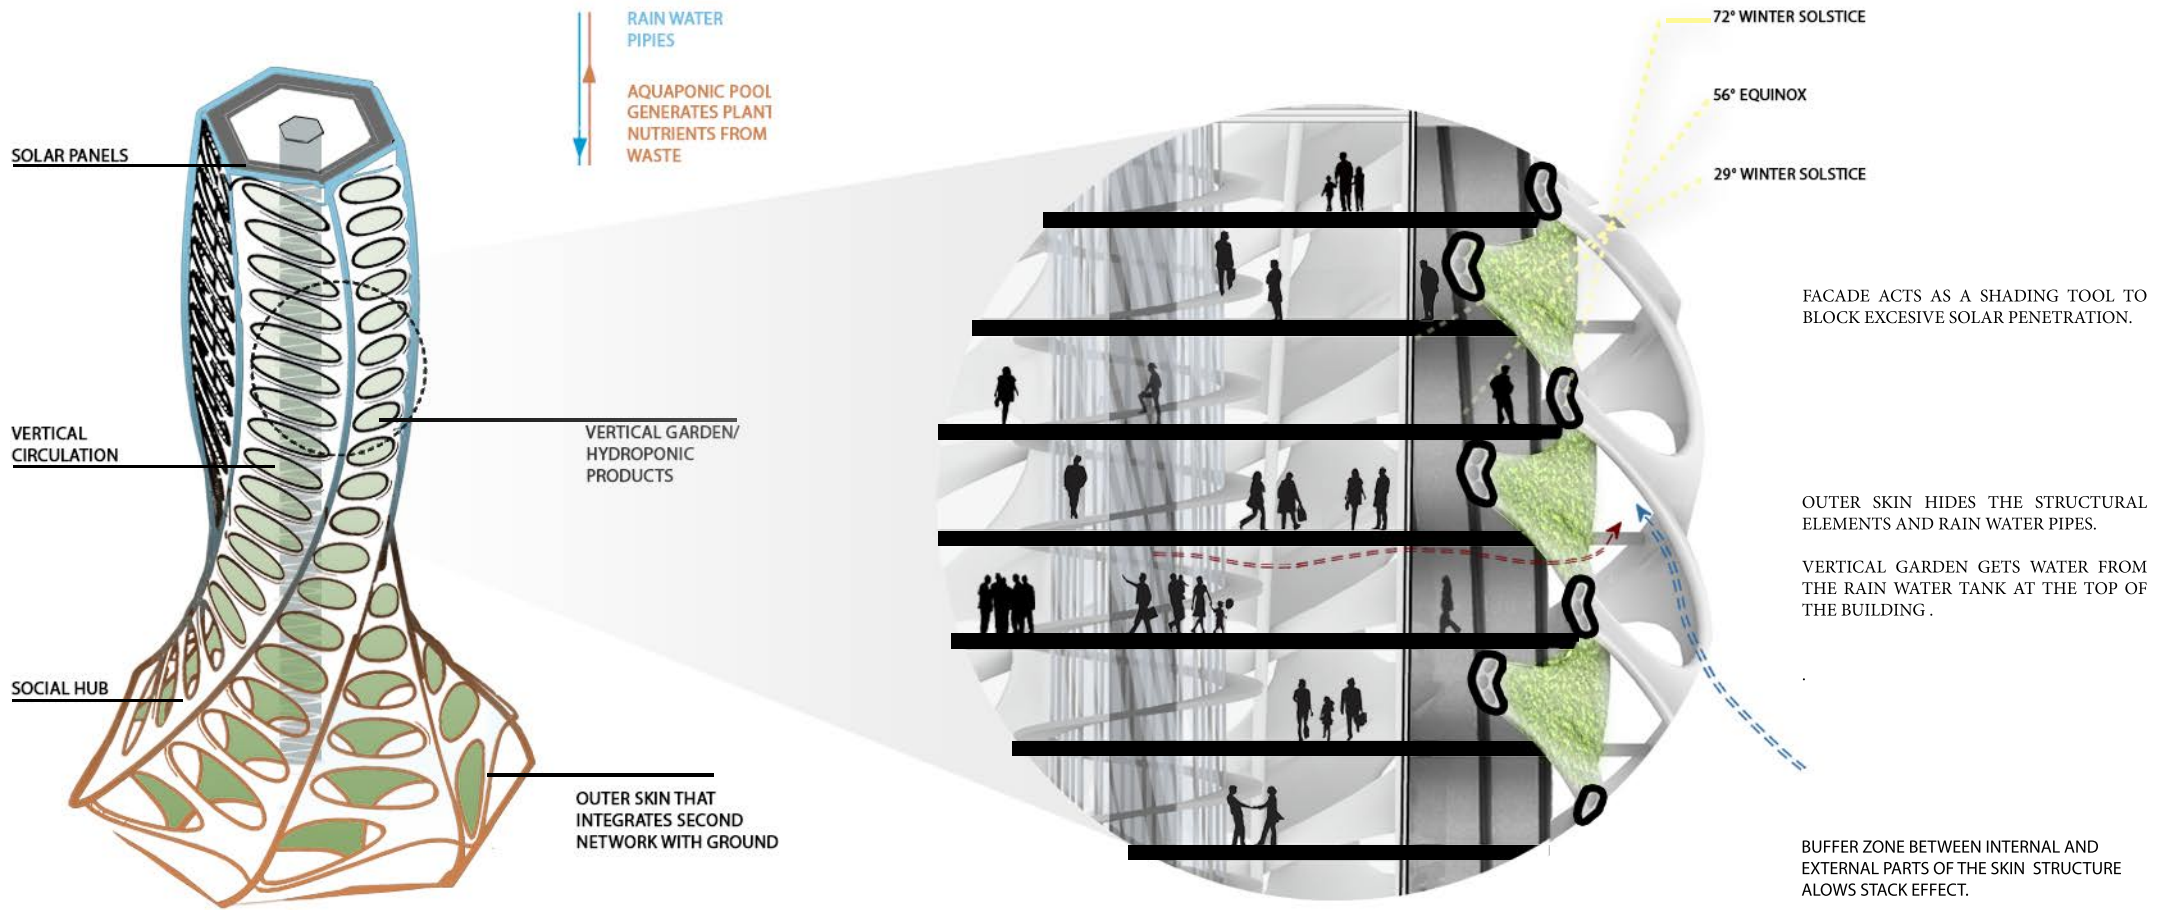 RAIN WATER
PIPIES
AQUAPONIC POOL
GENERATES PLANT
NUTRIENTS FROM
WASTE
SOLAR PANELS
VERTICAL
CIRCULATION
SOCIAL HUB
VERTICAL GARDEN/
HYDROPONIC
PRODUCTS
OUTER SKIN THAT
INTEGRATES SECOND
NETWORK WITH GROUND
72° WINTER SOLSTICE
56° EQUINOX
29° WINTER SOLSTICE
FACADE ACTS AS A SHADING TOOL TO
BLOCK EXCESIVE SOLAR PENETRATION.
OUTER SKIN HIDES THE STRUCTURAL
ELEMENTS AND RAIN WATER PIPES.
VERTICAL GARDEN GETS WATER FROM
THE RAIN WATER TANK AT THE TOP OF
THE BUILDING .
.
BUFFER ZONE BETWEEN INTERNAL AND
EXTERNAL PARTS OF THE SKIN STRUCTURE
ALOWS STACK EFFECT.